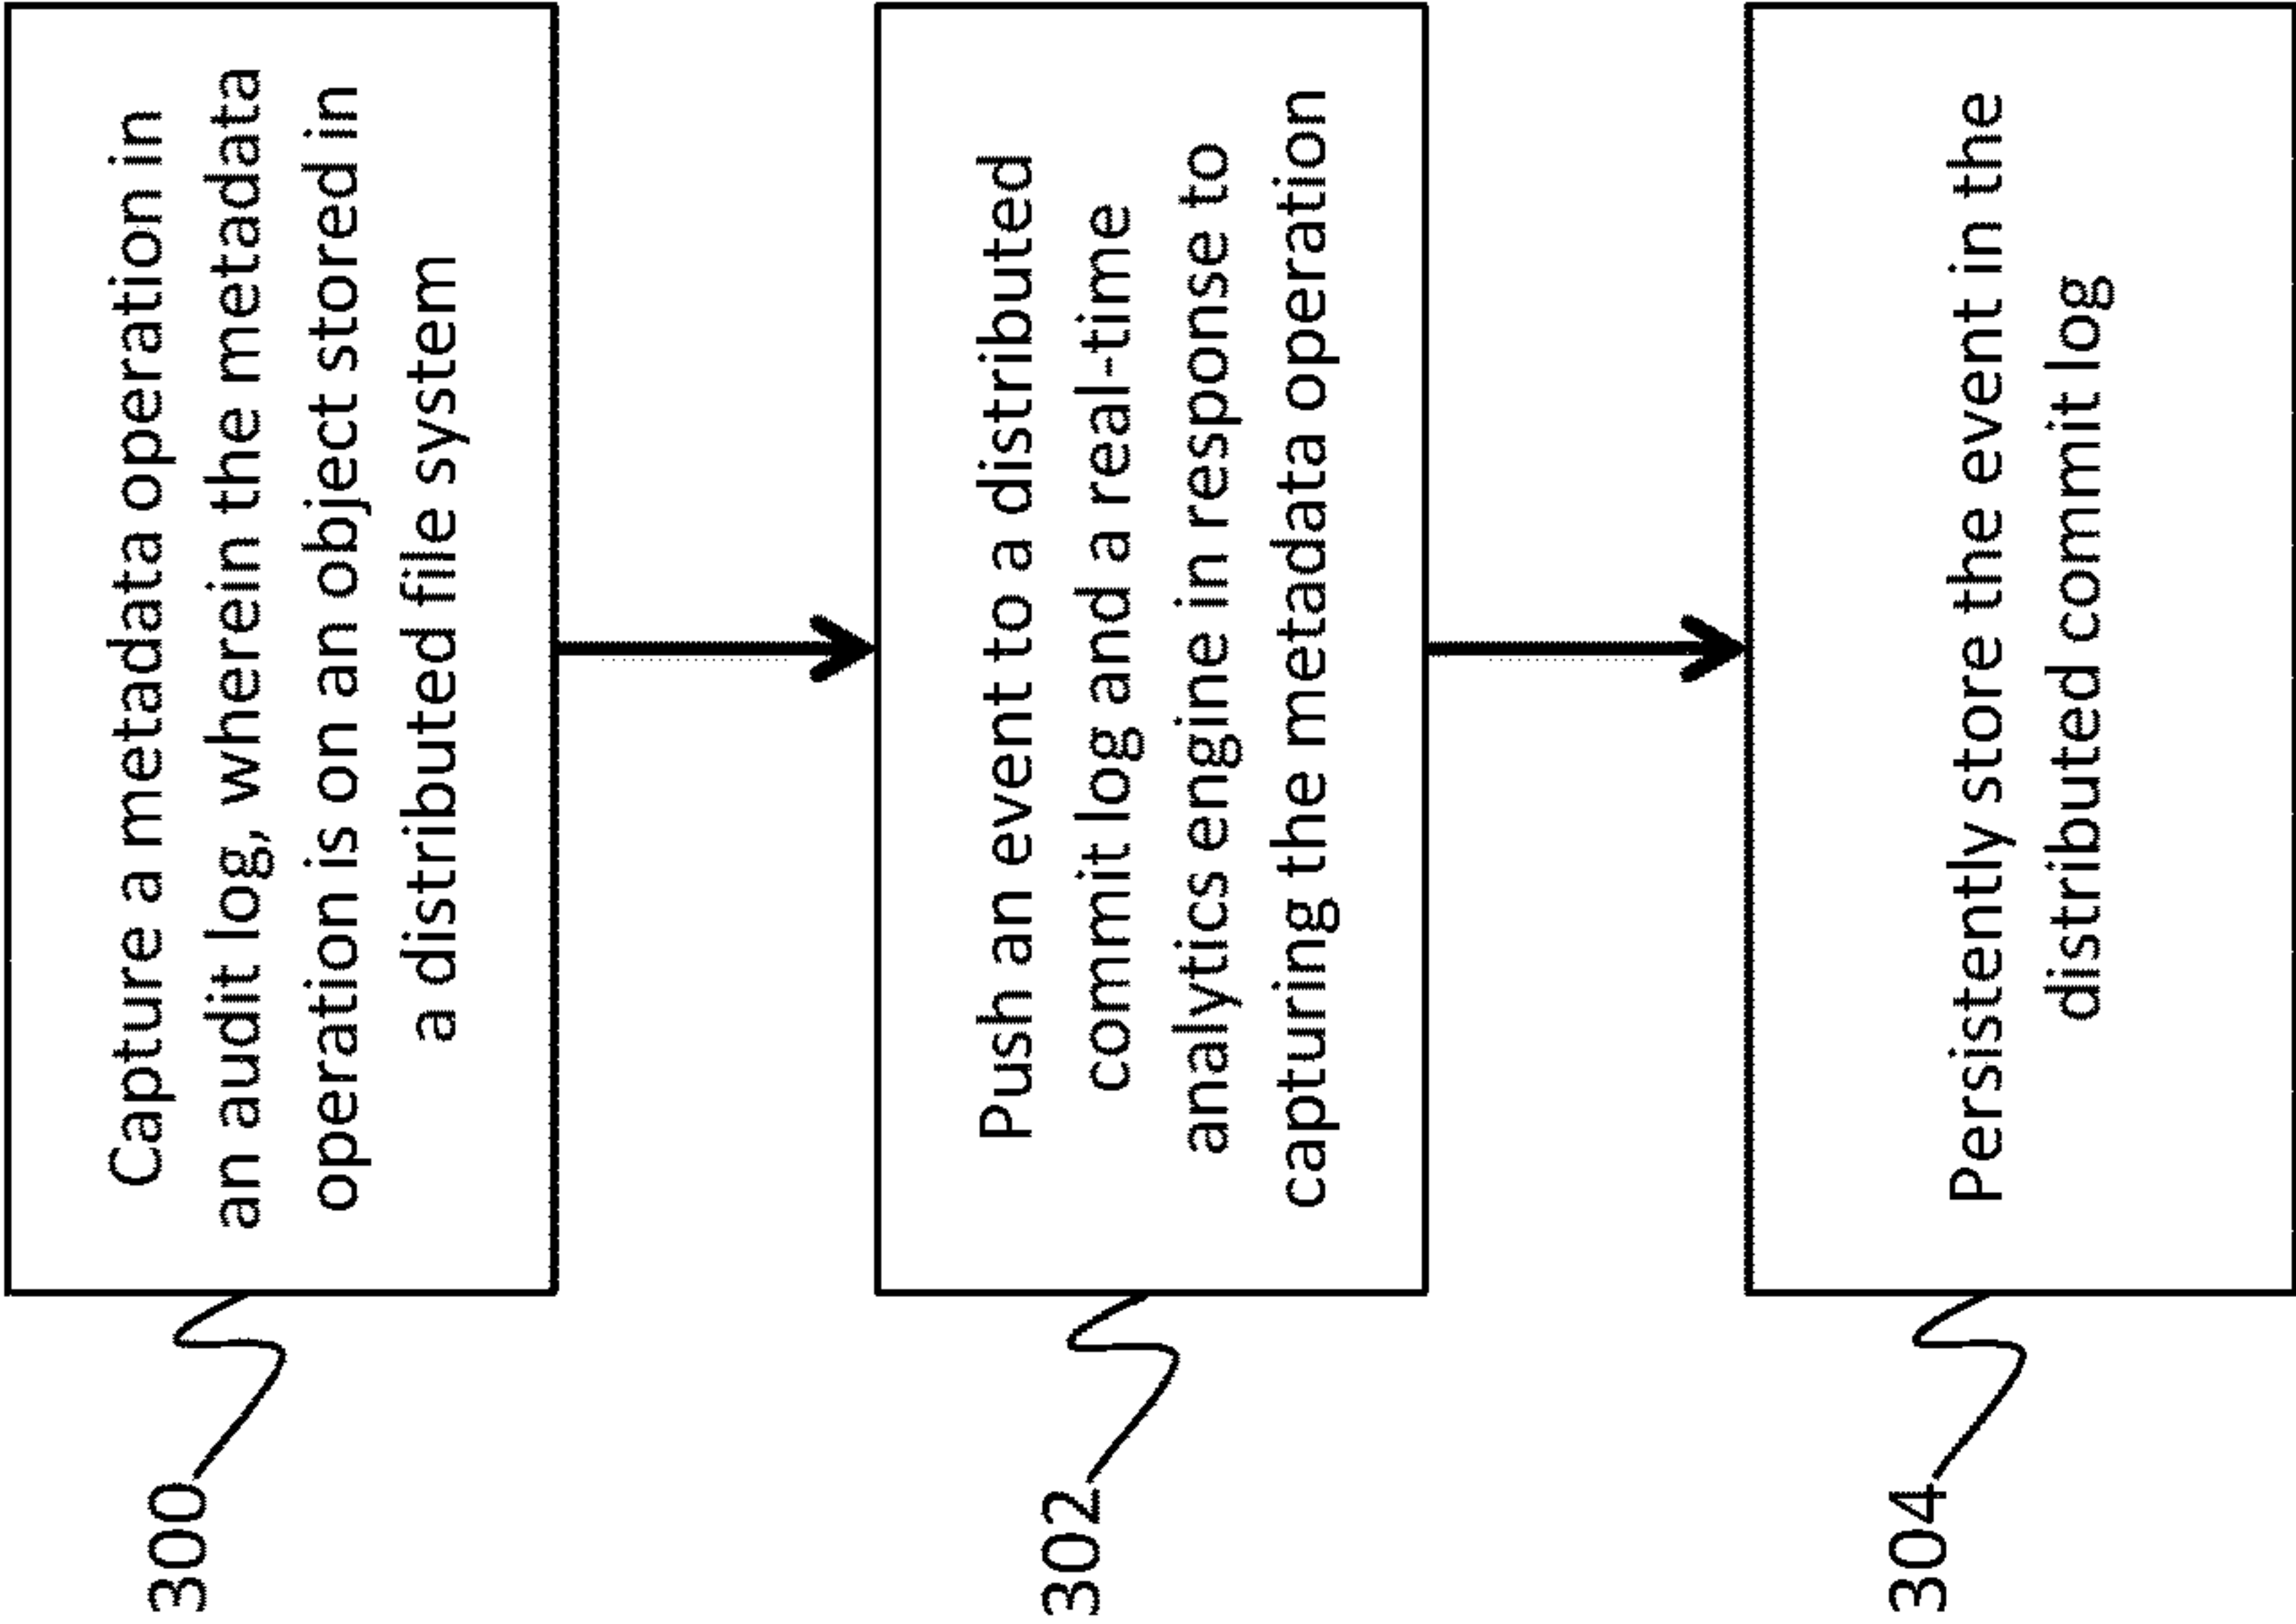 300
Capture a metadata operation in
an audit log, wherein the metadata
operation is on an object stored in
a distributed file system
302
Push an event to a distributed
commit log and a real-time
analytics engine in response to
capturing the metadata operation
304
Persistently store the event in the
distributed commit log